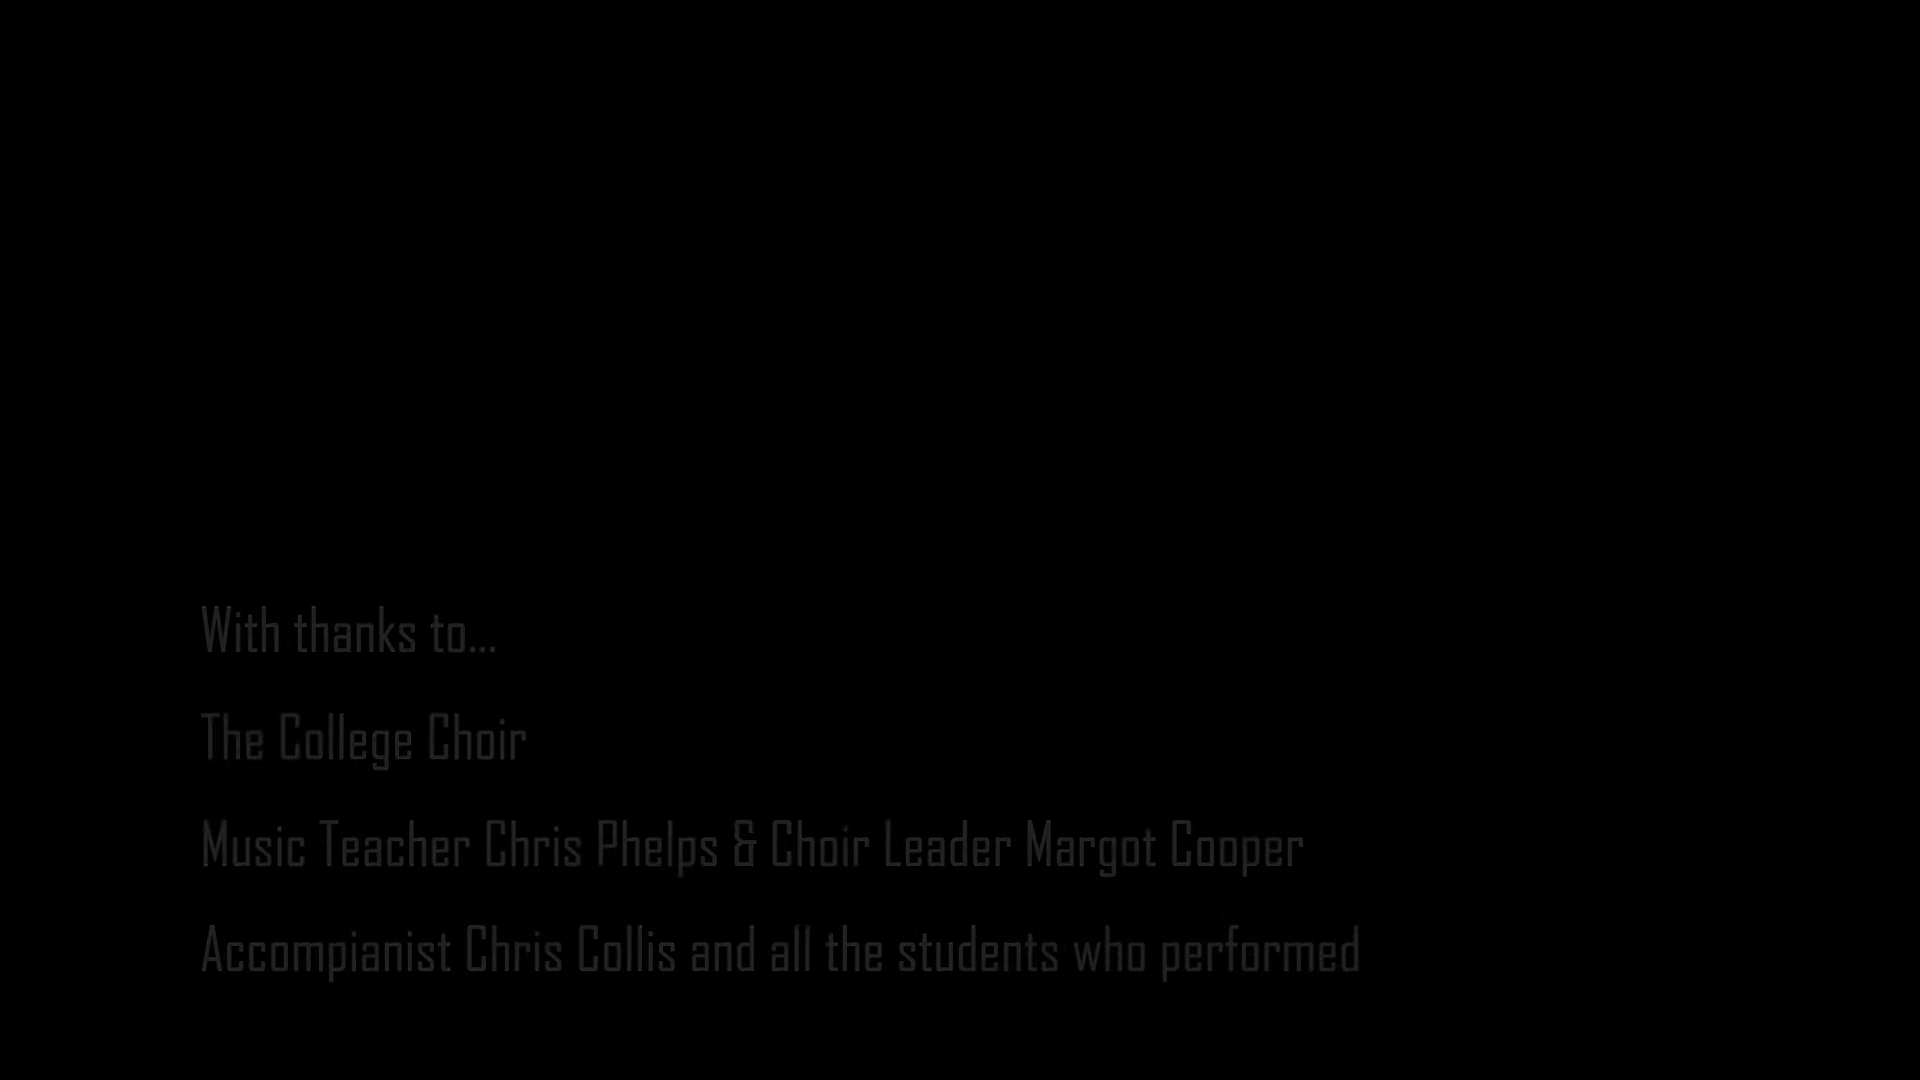 With thanks to...
The College Choir
Music Teacher Chris Phelps & Choir Leader Margot Cooper
Accompianist Chris Collis and all the students who performed